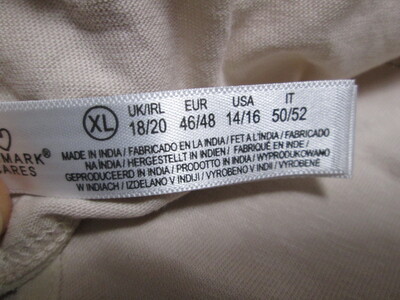 XL UK/IRL EUR USA IT
18/20 46/48 14/16 50/52
MARK
CARES
MADE IN INDIA / FABRICADO EN LA INDIA / FET A L'ÍNDIA / FABRICADO
NA ÍNDIA / HERGESTELLT IN INDIEN / FABRIQUÉ EN INDE /
GEPRODUCEERD IN INDIA / PRODOTTO IN INDIA / WYPRODUKOWANO
W INDIACH / IZDELANO V INDIJI / VYROBENO V INDII / VYROBENÉ